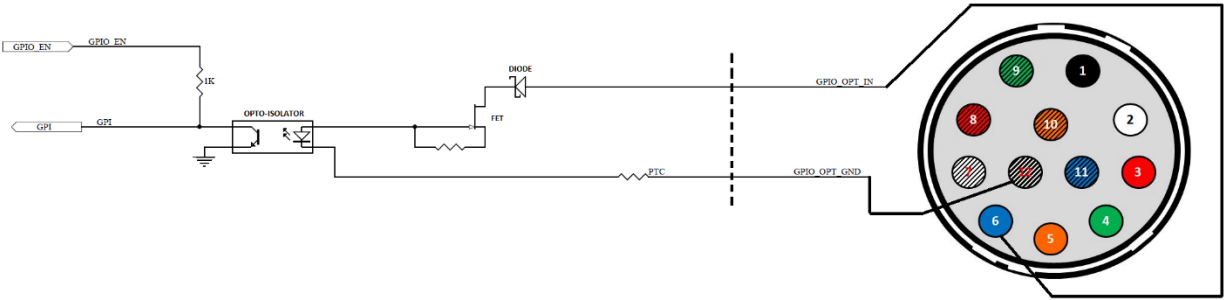 GPIO_EN
GPIO_EN
1K
GPI
GPI
OPTO-ISOLATOR
DIODE
FET
GPIO_OPT_IN
PTC
GPIO_OPT_GND
9
1
8
10
2
7
12
11
3
6
5
4